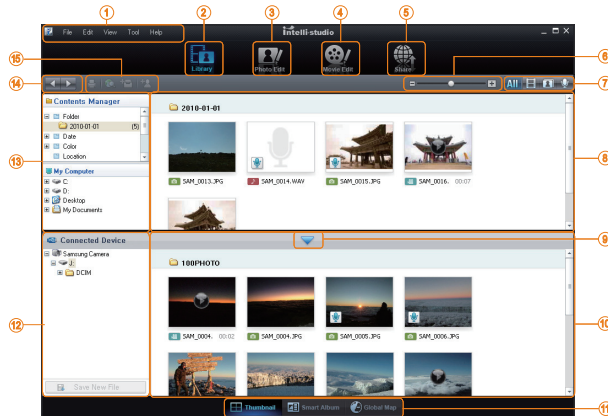 1
2
3
4
5
File Edit View Tool Help
intelli-studio
Library
Photo Edit
Movie Edit
Share
15
6
14
7
All
Contents Manager
2010-01-01
Folder
2010-01-01 (5)
Date
Color
Location
SAM_0013.JPG
SAM_0014.WAV
SAM_0015.JPG
SAM_0016. 00:07
13
8
My Computer
C:
D:
Desktop
My Documents
Connected Device
9
Samsung Camera
J:
DCIM
100PHOTO
SAM_0004. 00:02
SAM_0004.JPG
SAM_0005.JPG
SAM_0006.JPG
12
10
Save New File
Thumbnail
Smart Album
Global Map
11